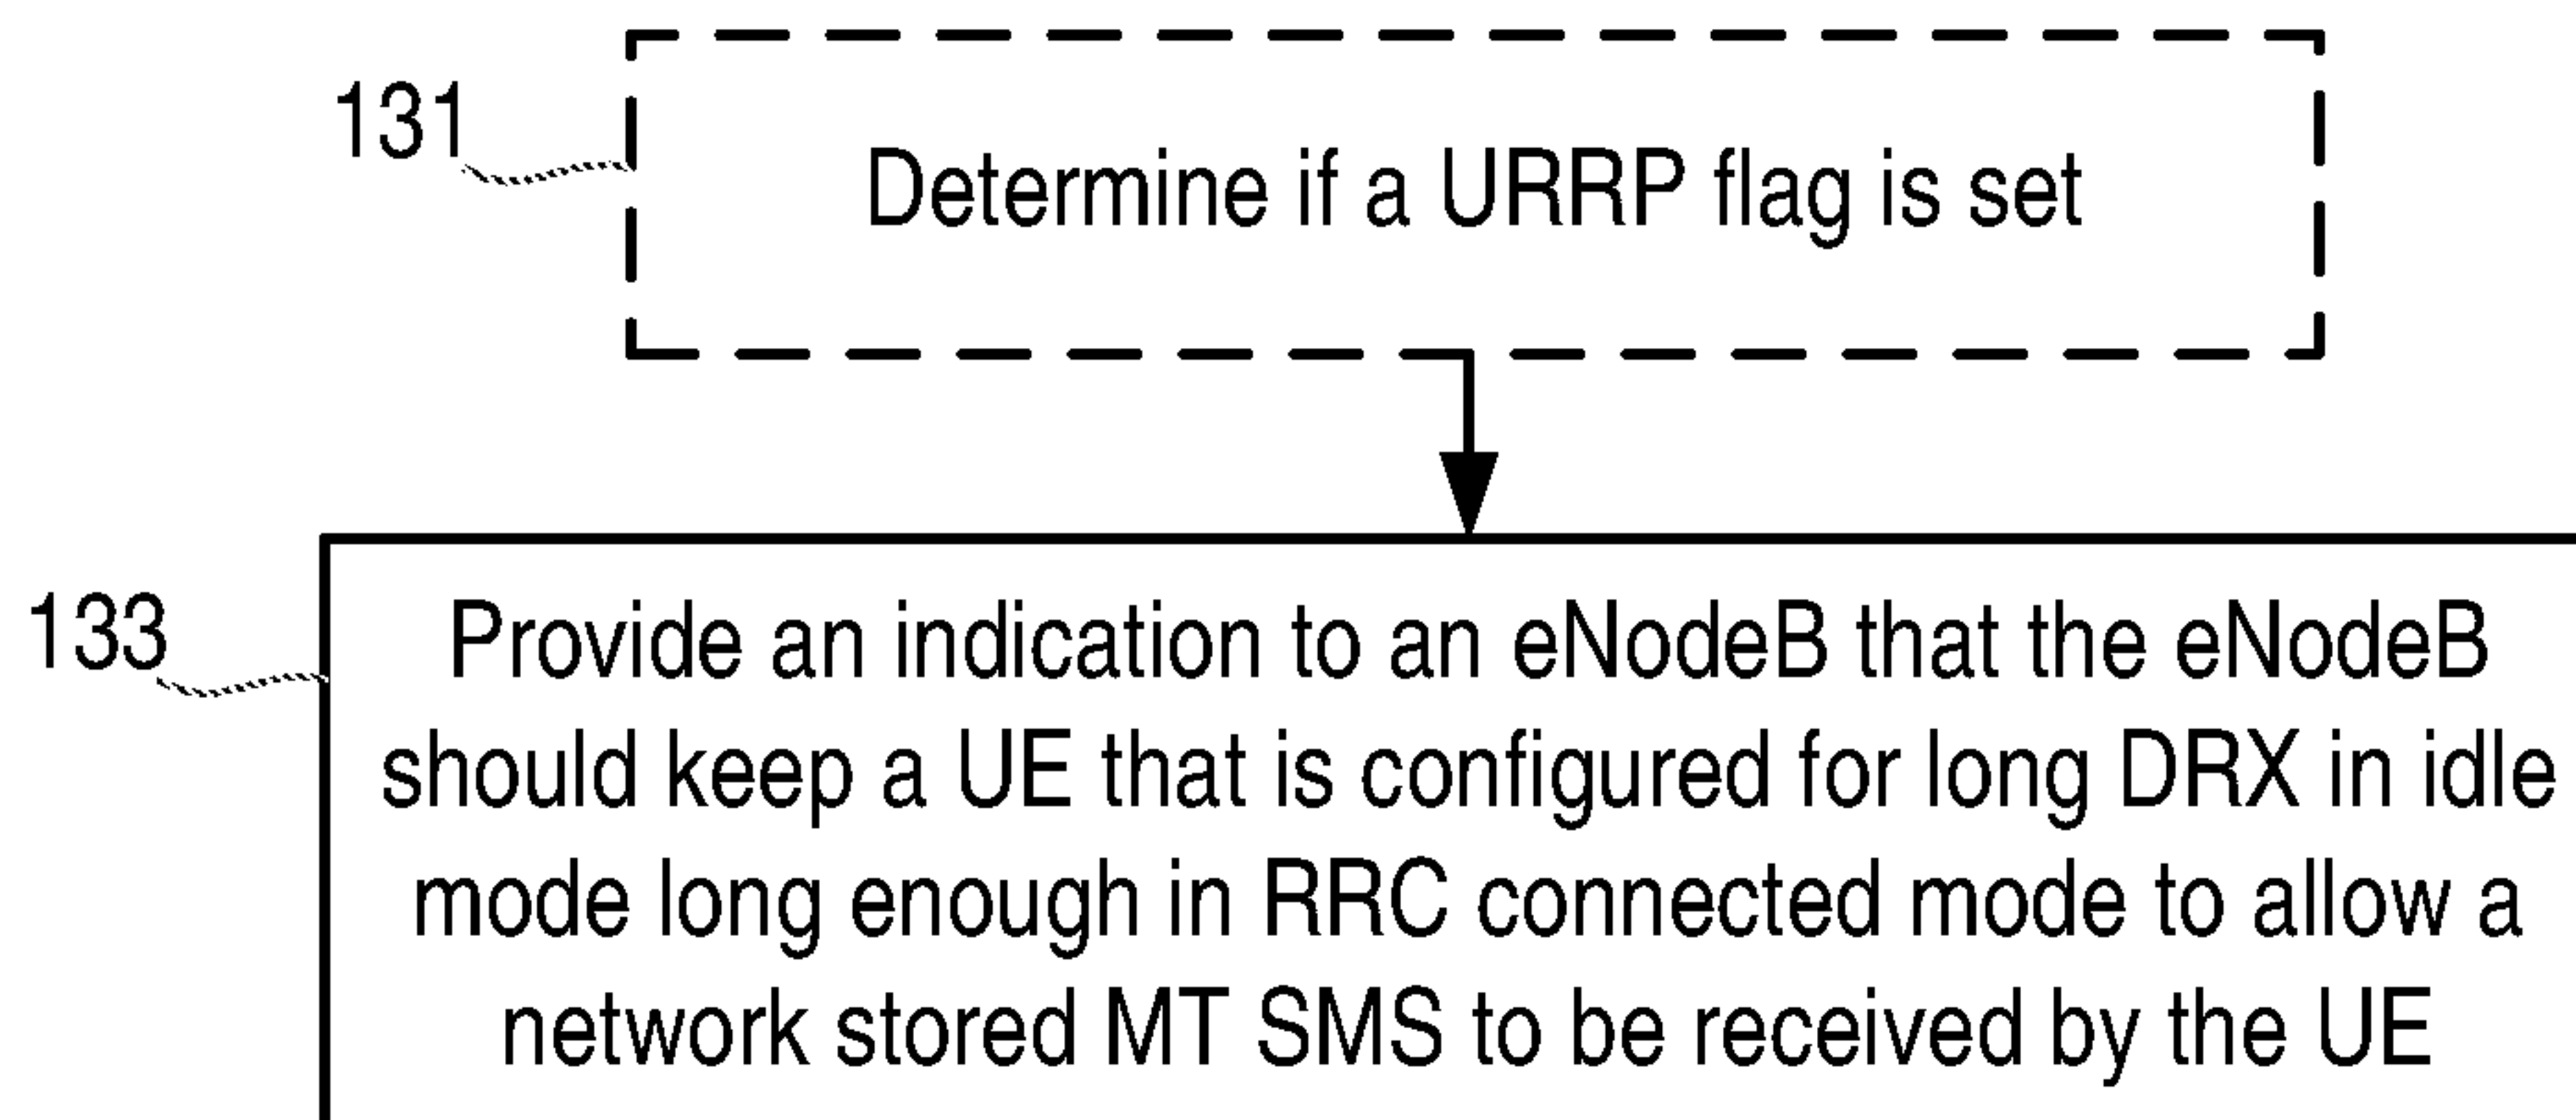 131
Determine if a URRP flag is set
133
Provide an indication to an eNodeB that the eNodeB
should keep a UE that is configured for long DRX in idle
mode long enough in RRC connected mode to allow a
network stored MT SMS to be received by the UE